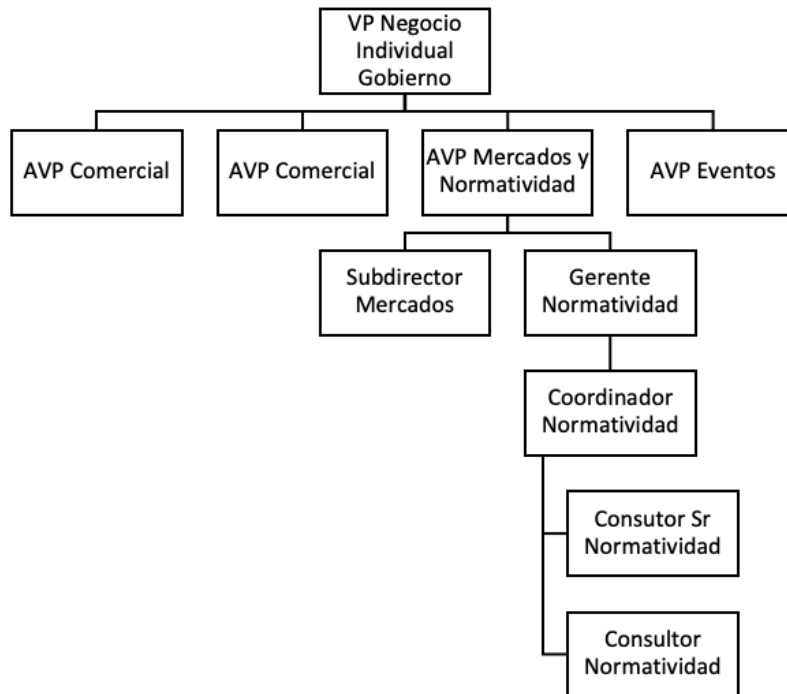 VP Negocio
Individual
Gobierno
AVP Comercial
AVP Comercial
AVP Mercados y
Normatividad
AVP Eventos
Subdirector
Mercados
Gerente
Normatividad
Coordinador
Normatividad
Consutor Sr
Normatividad
Consultor
Normatividad